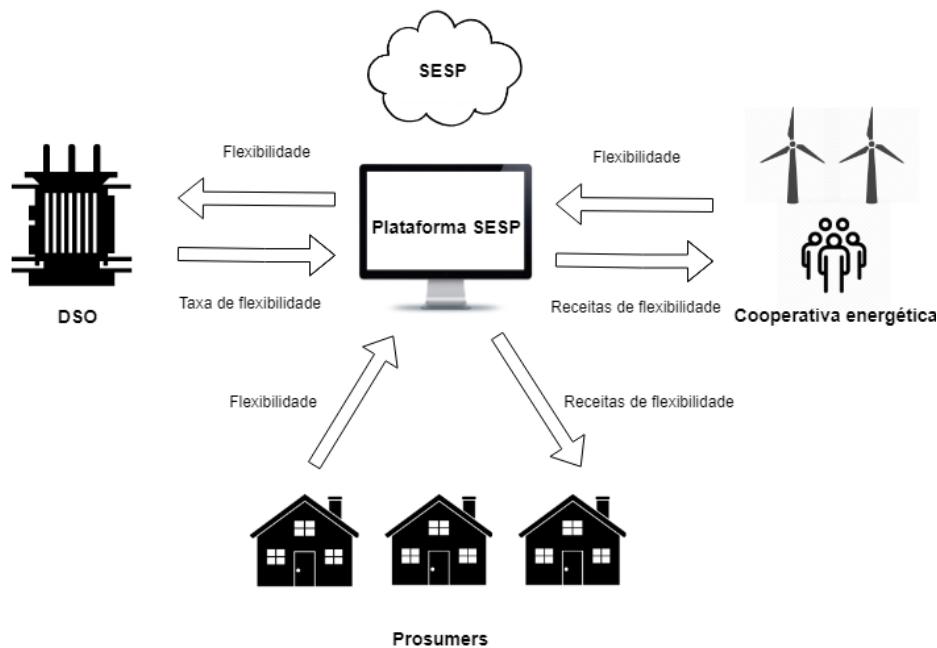 SESP
Flexibilidade
Flexibilidade
Plataforma SESP
Taxa de flexibilidade
Receitas de flexibilidade
DSO
Cooperativa energética
Flexibilidade
Receitas de flexibilidade
Prosumers